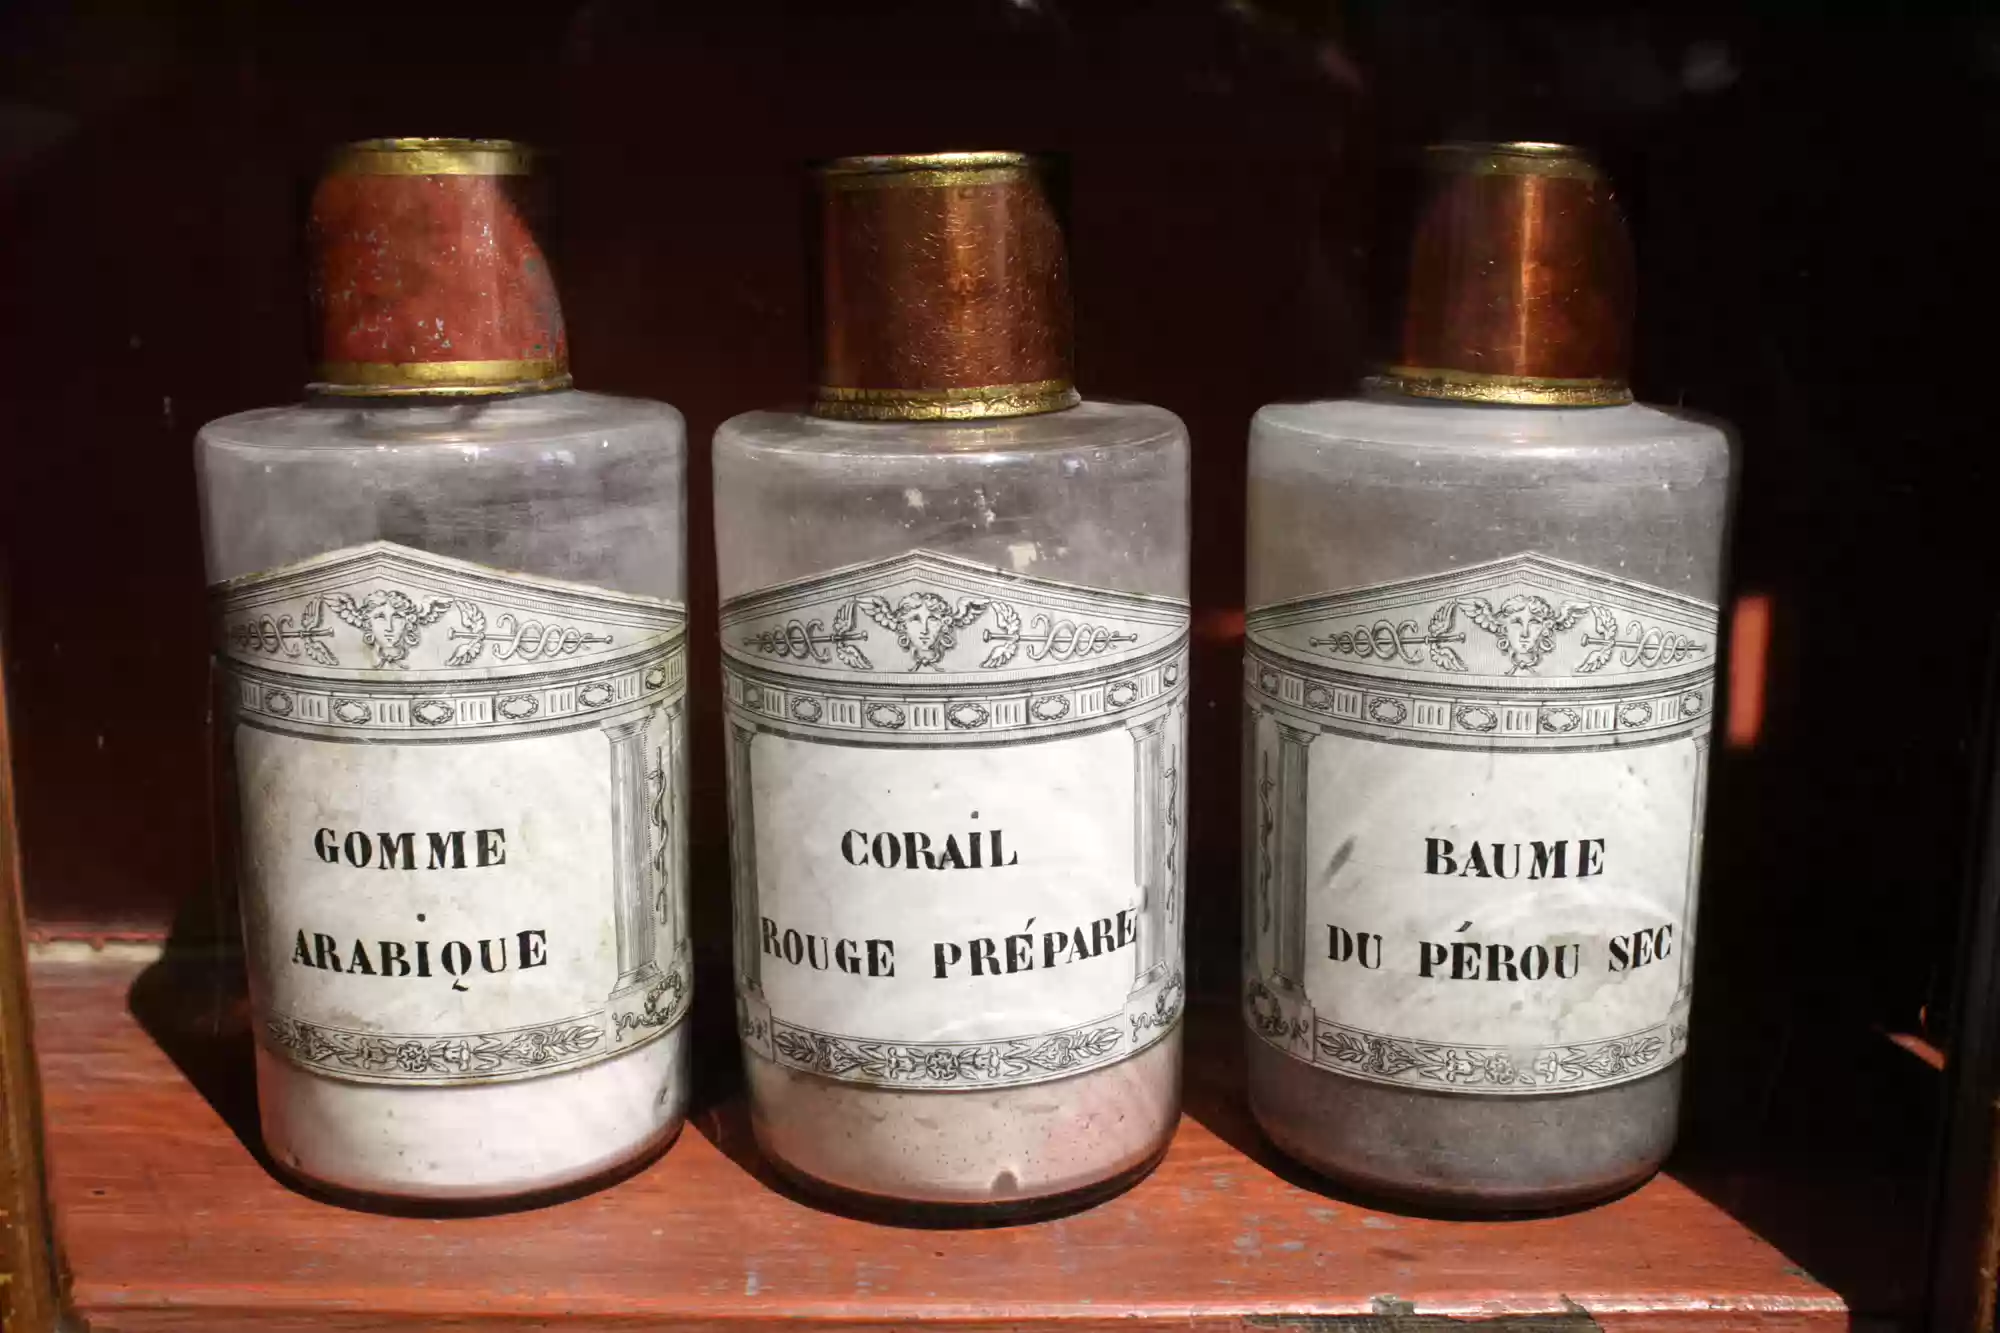 GOMME
ARABIQUE
CORAiL
ROUGE PRÉPARÉ
BAUME
DU PÉROU SEC